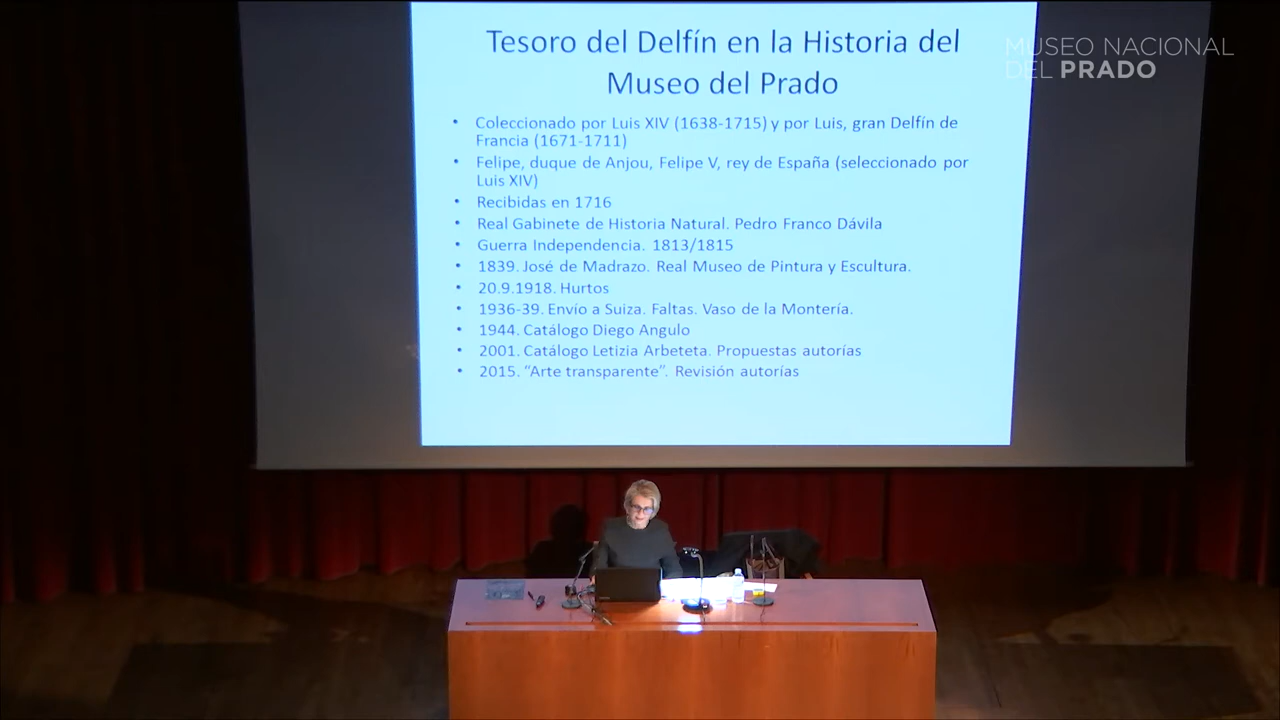 Tesoro del Delfín en la Historia del
Museo del Prado
MUSEO NACIONAL
DEL PRADO
• Coleccionado por Luis XIV (1638-1715) y por Luis, gran Delfín de
Francia (1671-1711)
• Felipe, duque de Anjou, Felipe V, rey de España (seleccionado por
Luis XIV)
• Recibidas en 1716
• Real Gabinete de Historia Natural. Pedro Franco Dávila
• Guerra Independencia. 1813/1815
• 1839. José de Madrazo. Real Museo de Pintura y Escultura.
• 20.9.1918. Hurtos
• 1936-39. Envío a Suiza. Faltas. Vaso de la Montería.
• 1944. Catálogo Diego Angulo
• 2001. Catálogo Letizia Arbeteta. Propuestas autorías
• 2015. “Arte transparente”. Revisión autorías